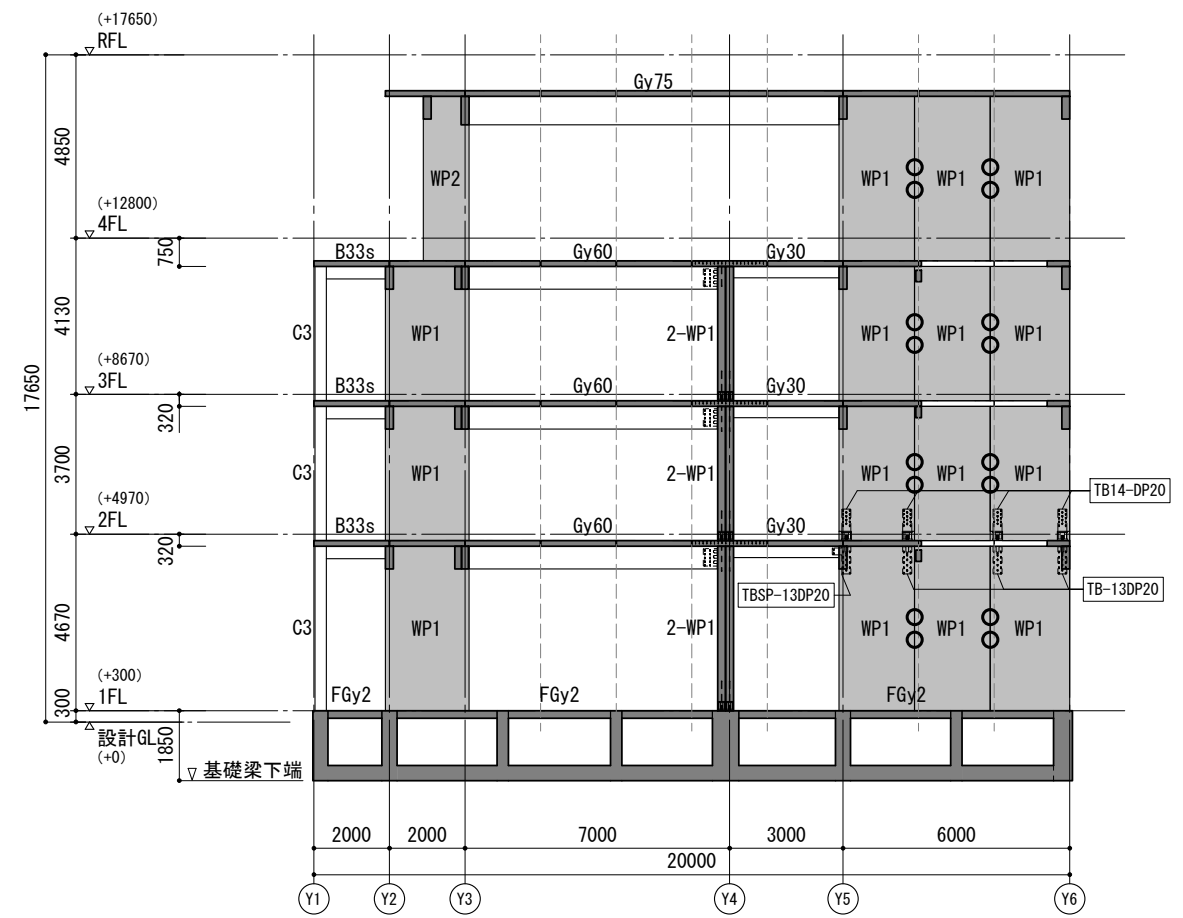 (+17650)
RFL
Gy75
4850
WP2
WP1
WP1
WP1
(+12800)
4FL
750
B33s
Gy60
Gy30
4130
C3
WP1
2-WP1
WP1
WP1
WP1
(+8670)
3FL
17650
320
B33s
Gy60
Gy30
3700
C3
WP1
2-WP1
WP1
WP1
WP1
TB14-DP20
(+4970)
2FL
320
B33s
Gy60
Gy30
TBSP-13DP20
TB-13DP20
4670
C3
WP1
2-WP1
WP1
WP1
WP1
(+300)
1FL
300
FGy2
FGy2
FGy2
設計GL
(+0)
1850
基礎梁下端
2000
2000
7000
3000
6000
20000
Y1
Y2
Y3
Y4
Y5
Y6